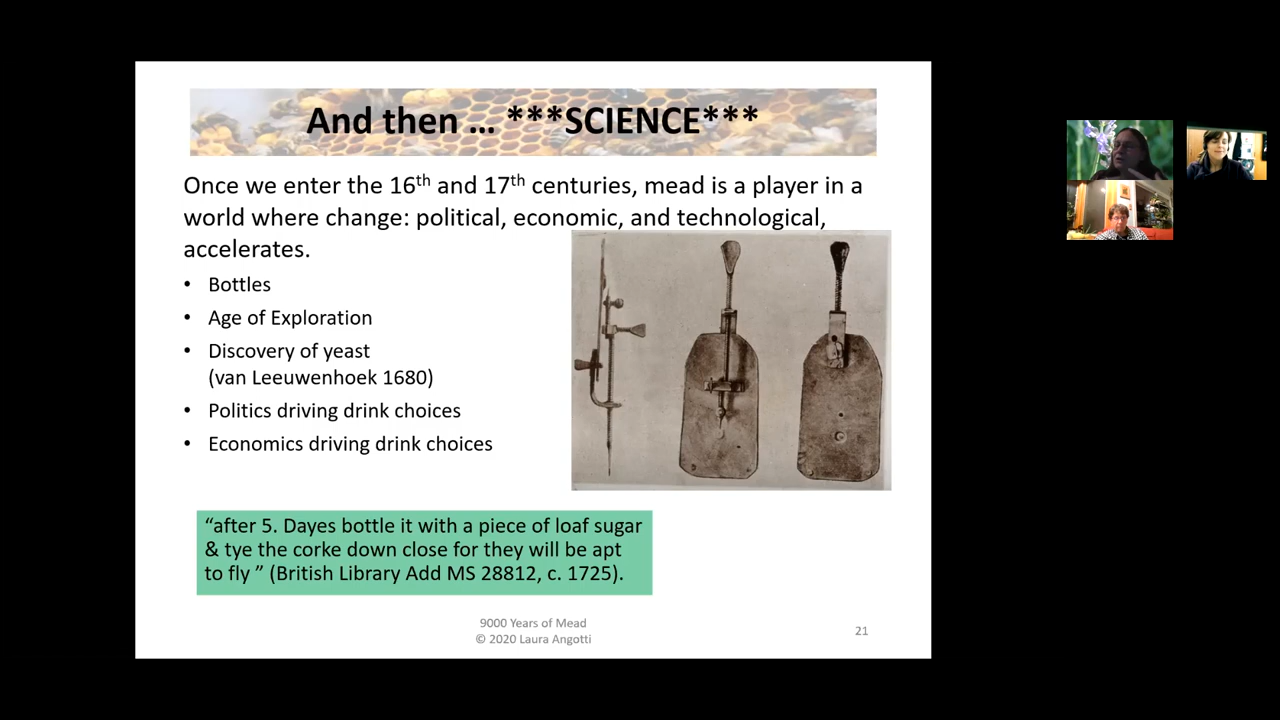 And then … ***SCIENCE***
Once we enter the 16th and 17th centuries, mead is a player in a
world where change: political, economic, and technological,
accelerates.
• Bottles
• Age of Exploration
• Discovery of yeast
(van Leeuwenhoek 1680)
• Politics driving drink choices
• Economics driving drink choices
“after 5. Dayes bottle it with a piece of loaf sugar
& tye the corke down close for they will be apt
to fly ” (British Library Add MS 28812, c. 1725).
9000 Years of Mead
© 2020 Laura Angotti
21